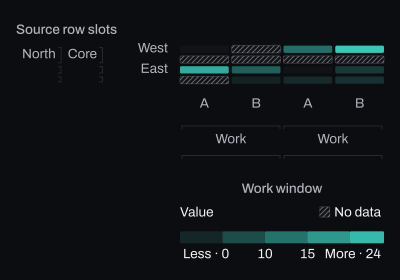 Source row slots
North Core
West
East
A B A B
Work Work
Work window
Value No data
Less · 0 10 15 More · 24